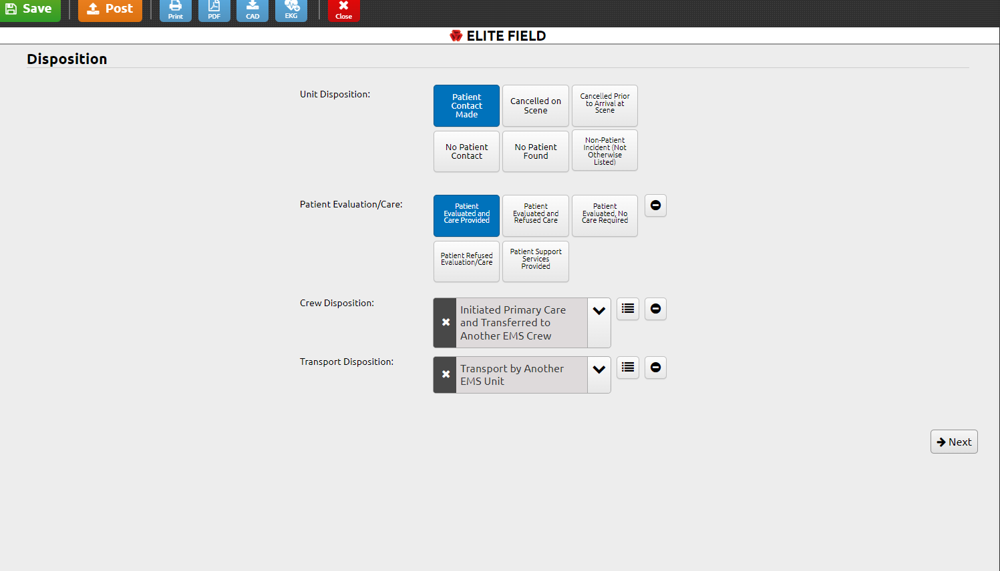 Save
Post
Print
PDF
CAD
EKG
Close
ELITE FIELD
Disposition
Unit Disposition:
Patient
Contact
Made
Cancelled on
Scene
Cancelled Prior
to Arrival at
Scene
No Patient
Contact
No Patient
Found
Non-Patient
Incident (Not
Otherwise
Listed)
Patient Evaluation/Care:
Patient
Evaluated and
Care Provided
Patient
Evaluated and
Refused Care
Patient
Evaluated, No
Care Required
Patient Refused
Evaluation/Care
Patient Support
Services
Provided
Crew Disposition:
Initiated Primary Care
and Transferred to
Another EMS Crew
Transport Disposition:
Transport by Another
EMS Unit
Next